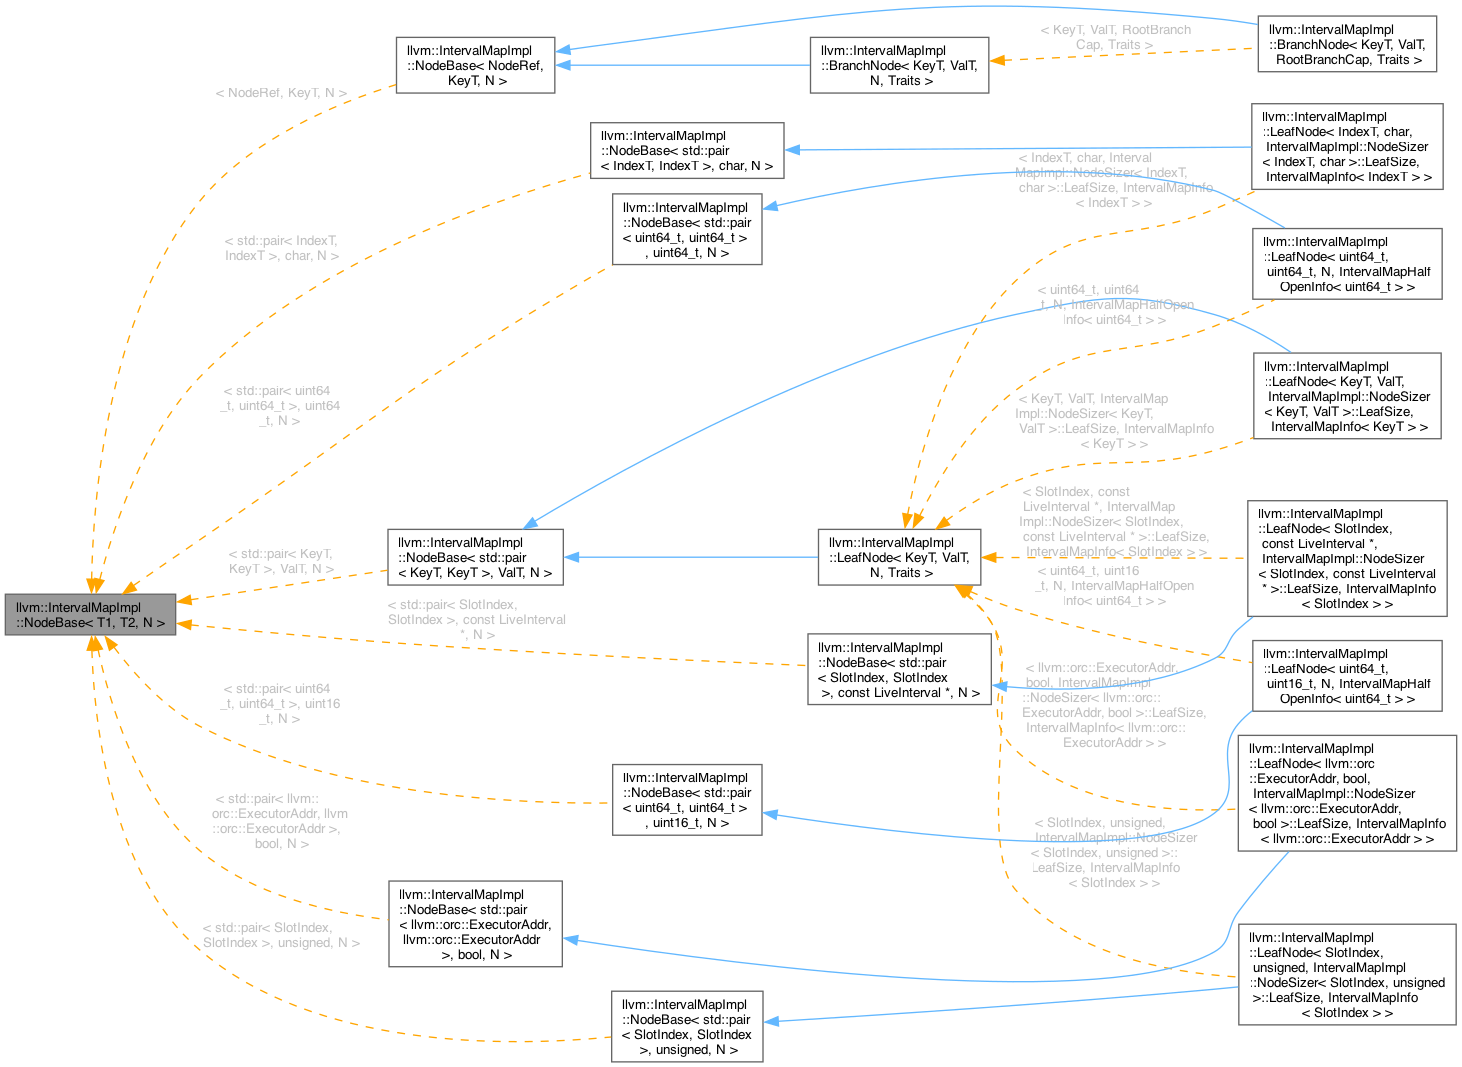 llvm::IntervalMapImpl
::NodeBase< T1, T2, N >
llvm::IntervalMapImpl
::NodeBase< NodeRef,
KeyT, N >
< NodeRef, KeyT, N >
llvm::IntervalMapImpl
::BranchNode< KeyT, ValT,
N, Traits >
< KeyT, ValT, RootBranch
Cap, Traits >
llvm::IntervalMapImpl
::BranchNode< KeyT, ValT,
RootBranchCap, Traits >
llvm::IntervalMapImpl
::NodeBase< std::pair
< IndexT, IndexT >, char, N >
< std::pair< IndexT,
IndexT >, char, N >
llvm::IntervalMapImpl
::LeafNode< IndexT, char,
IntervalMapImpl::NodeSizer
< IndexT, char >::LeafSize,
IntervalMapInfo< IndexT > >
< IndexT, char, Interval
MapImpl::NodeSizer< IndexT,
char >::LeafSize, IntervalMapInfo
< IndexT > >
llvm::IntervalMapImpl
::NodeBase< std::pair
< uint64_t, uint64_t >
, uint64_t, N >
< std::pair< uint64
_t, uint64_t >, uint64
_t, N >
llvm::IntervalMapImpl
::LeafNode< uint64_t,
uint64_t, N, IntervalMapHalf
OpenInfo< uint64_t > >
< uint64_t, uint64
_t, N, IntervalMapHalfOpen
Info< uint64_t > >
llvm::IntervalMapImpl
::LeafNode< KeyT, ValT,
IntervalMapImpl::NodeSizer
< KeyT, ValT >::LeafSize,
IntervalMapInfo< KeyT > >
< KeyT, ValT, IntervalMap
Impl::NodeSizer< KeyT,
ValT >::LeafSize, IntervalMapInfo
< KeyT > >
llvm::IntervalMapImpl
::NodeBase< std::pair
< KeyT, KeyT >, ValT, N >
< std::pair< KeyT,
KeyT >, ValT, N >
llvm::IntervalMapImpl
::LeafNode< KeyT, ValT,
N, Traits >
< SlotIndex, const
LiveInterval *, IntervalMap
Impl::NodeSizer< SlotIndex,
const LiveInterval * >::LeafSize,
IntervalMapInfo< SlotIndex > >
llvm::IntervalMapImpl
::LeafNode< SlotIndex,
const LiveInterval *,
IntervalMapImpl::NodeSizer
< SlotIndex, const LiveInterval
* >::LeafSize, IntervalMapInfo
< SlotIndex > >
< std::pair< SlotIndex,
SlotIndex >, const LiveInterval
*, N >
llvm::IntervalMapImpl
::NodeBase< std::pair
< SlotIndex, SlotIndex
>, const LiveInterval *, N >
< uint64_t, uint16
_t, N, IntervalMapHalfOpen
Info< uint64_t > >
llvm::IntervalMapImpl
::LeafNode< uint64_t,
uint16_t, N, IntervalMapHalf
OpenInfo< uint64_t > >
< std::pair< uint64
_t, uint64_t >, uint16
_t, N >
llvm::IntervalMapImpl
::NodeBase< std::pair
< uint64_t, uint64_t >
, uint16_t, N >
< llvm::orc::ExecutorAddr,
bool, IntervalMapImpl
::NodeSizer< llvm::orc::
ExecutorAddr, bool >::LeafSize,
IntervalMapInfo< llvm::orc::
ExecutorAddr > >
llvm::IntervalMapImpl
::LeafNode< llvm::orc
::ExecutorAddr, bool,
IntervalMapImpl::NodeSizer
< llvm::orc::ExecutorAddr,
bool >::LeafSize, IntervalMapInfo
< llvm::orc::ExecutorAddr > >
< std::pair< llvm::
orc::ExecutorAddr, llvm
::orc::ExecutorAddr >,
bool, N >
llvm::IntervalMapImpl
::NodeBase< std::pair
< llvm::orc::ExecutorAddr,
llvm::orc::ExecutorAddr
>, bool, N >
< SlotIndex, unsigned,
IntervalMapImpl::NodeSizer
< SlotIndex, unsigned >::
LeafSize, IntervalMapInfo
< SlotIndex > >
llvm::IntervalMapImpl
::LeafNode< SlotIndex,
unsigned, IntervalMapImpl
::NodeSizer< SlotIndex, unsigned
>::LeafSize, IntervalMapInfo
< SlotIndex > >
< std::pair< SlotIndex,
SlotIndex >, unsigned, N >
llvm::IntervalMapImpl
::NodeBase< std::pair
< SlotIndex, SlotIndex
>, unsigned, N >